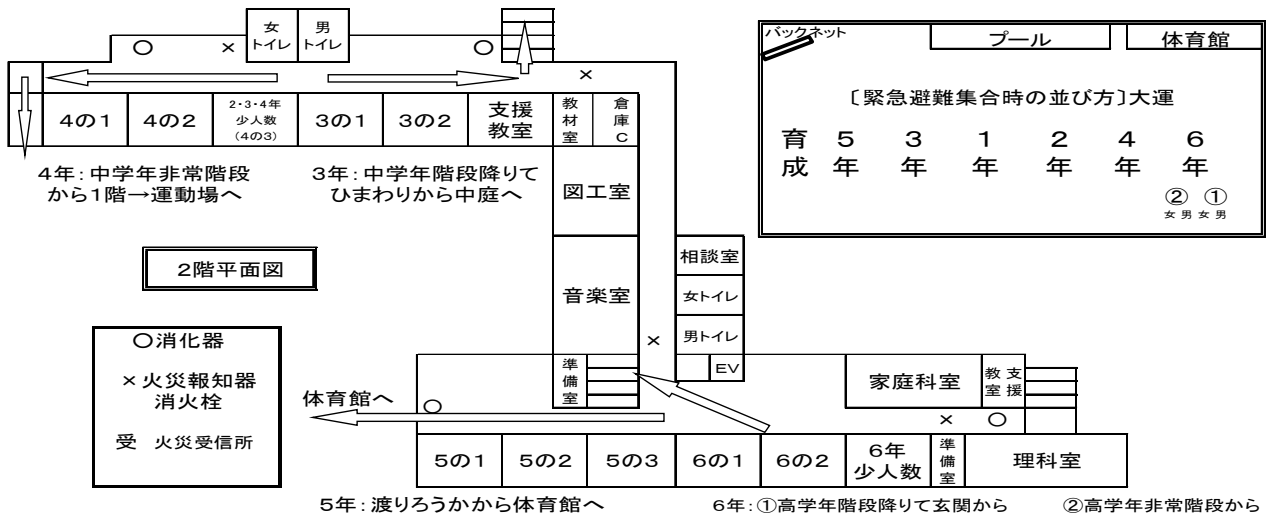 女トイレ
男トイレ
○
×
○
×
4の1
4の2
2・3・4年
少人数
(4の3)
3の1
3の2
支援
教室
教材室
倉庫C
4年：中学年非常階段
から1階→運動場へ
3年：中学年階段降りて
ひまわりから中庭へ
図工室
2階平面図
音楽室
相談室
女トイレ
男トイレ
×
EV
準備室
バックネット
プール
体育館
〔緊急避難集合時の並び方〕大運
育成
5年
3年
1年
2年
4年
6年
② ①
女 男 女 男
○消化器
×火災報知器
消火栓
受 火災受信所
体育館へ
○
家庭科室
支援教室
×
○
5の1
5の2
5の3
6の1
6の2
6年
少人数
準備室
理科室
5年：渡りろうかから体育館へ
6年：①高学年階段降りて玄関から
②高学年非常階段から